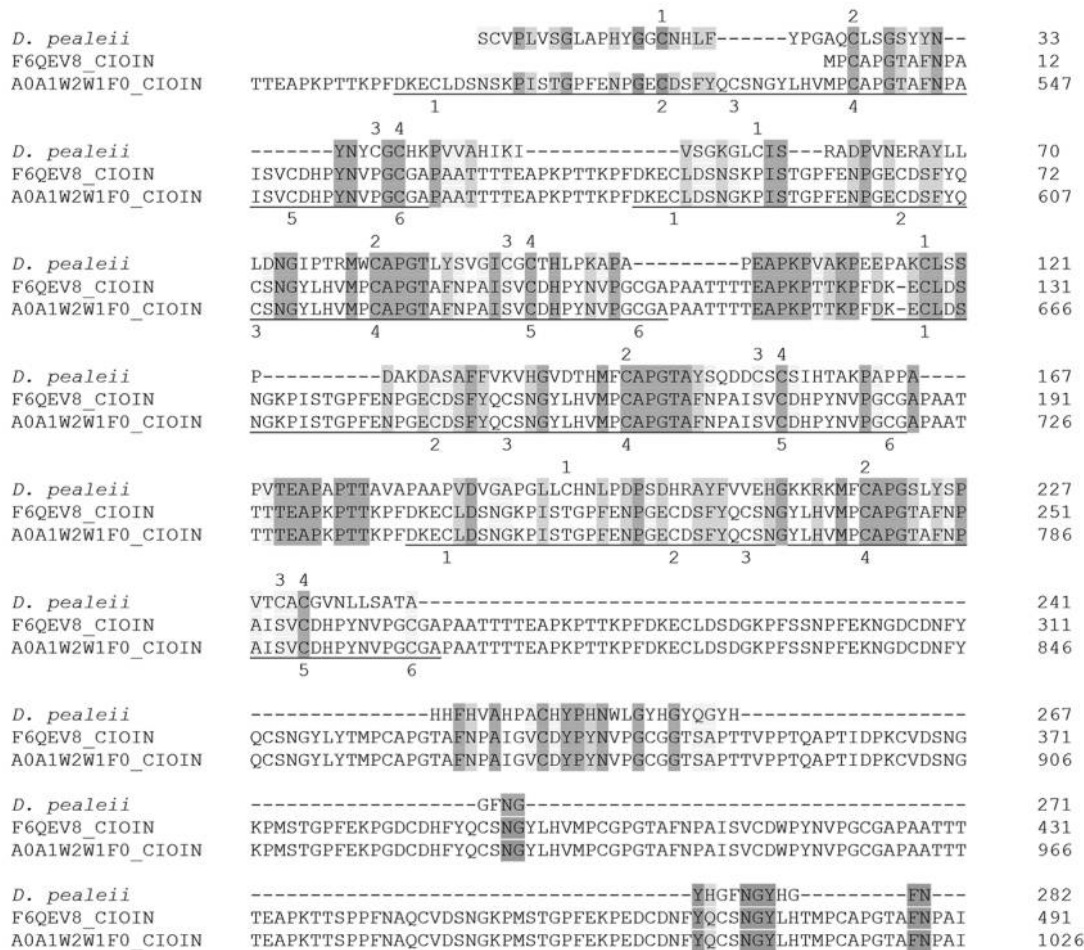 1 2
D. pealeii SCVPLVSGLAPHYGGCNHLF------YPGAQCLSGSYYN-- 33
F6QEV8_CIOIN MPCAPGTAFNPA 12
A0A1W2W1F0_CIOIN TTEAPKPTTKPFDKECLDSNSKPISTGPFENPGECDSFYQCSNGYLHVMPCAPGTAFNPA 547
1 2 3 4
3 4 1
D. pealeii -------YNYCGCHKPVVAHIKI-------------VSGKGLCIS---RADPVNERAYLL 70
F6QEV8_CIOIN ISVCDHPYNVPGCGAPAATTTTEAPKPTTKPFDKECLDSNSKPISTGPFENPGECDSFYQ 72
A0A1W2W1F0_CIOIN ISVCDHPYNVPGCGAPAATTTTEAPKPTTKPFDKECLDSNGKPISTGPFENPGECDSFYQ 607
5 6 1 2
2 3 4 1
D. pealeii LDNGIPTRMWCAPGTLYSVGICGCTHLPKAPA---------PEAPKPVAKPEEPAKCLSS 121
F6QEV8_CIOIN CSNGYLHVMPCAPGTAFNPAISVCDHPYNVPGCGAPAATTTTEAPKPTTKPFDK-ECLDS 131
A0A1W2W1F0_CIOIN CSNGYLHVMPCAPGTAFNPAISVCDHPYNVPGCGAPAATTTTEAPKPTTKPFDK-ECLDS 666
3 4 5 6 1
2 3 4
D. pealeii P----------DAKDASAFFVKVHGVDTHMFCAPGTAYSQDDCSCSIHTAKPAPPA---- 167
F6QEV8_CIOIN NGKPISTGPFENPGECDSFYQCSNGYLHVMPCAPGTAFNPAISVCDHPYNVPGCGAPAAT 191
A0A1W2W1F0_CIOIN NGKPISTGPFENPGECDSFYQCSNGYLHVMPCAPGTAFNPAISVCDHPYNVPGCGAPAAT 726
2 3 4 5 6
1 2
D. pealeii PVTEAPAPTTAVAPAAPVDVGAPGLLCHNLPDPSDHRAYFVVEHGKKRKMFCAPGSLYSP 227
F6QEV8_CIOIN TTTEAPKPTTKPFDKECLDSNGKPISTGPFENPGECDSFYQCSNGYLHVMPCAPGTAFNP 251
A0A1W2W1F0_CIOIN TTTEAPKPTTKPFDKECLDSNGKPISTGPFENPGECDSFYQCSNGYLHVMPCAPGTAFNP 786
1 2 3 4
3 4
D. pealeii VTCACGVNLLSATA---------------------------------------------- 241
F6QEV8_CIOIN AISVCDHPYNVPGCGAPAATTTTEAPKPTTKPFDKECLDSDGKPFSSNPFEKNGDCDNFY 311
A0A1W2W1F0_CIOIN AISVCDHPYNVPGCGAPAATTTTEAPKPTTKPFDKECLDSDGKPFSSNPFEKNGDCDNFY 846
5 6
D. pealeii ---------------HHFHVAHPACHYPHNWLGYHGYQGYH------------------- 267
F6QEV8_CIOIN QCSNGYLYTMPCAPGTAFNPAIGVCDYPYNVPGCGGTSAPTTVPPTQAPTIDPKCVDSNG 371
A0A1W2W1F0_CIOIN QCSNGYLYTMPCAPGTAFNPAIGVCDYPYNVPGCGGTSAPTTVPPTQAPTIDPKCVDSNG 906
D. pealeii -------------------GFNG------------------------------------- 271
F6QEV8_CIOIN KPMSTGPFEKPGDCDHFYQCSNGYLHVMPCGPGTAFNPAISVCDWPYNVPGCGAPAATTT 431
A0A1W2W1F0_CIOIN KPMSTGPFEKPGDCDHFYQCSNGYLHVMPCGPGTAFNPAISVCDWPYNVPGCGAPAATTT 966
D. pealeii -------------------------------------YHGFNGYHG---------FN--- 282
F6QEV8_CIOIN TEAPKTTSPPFNAQCVDSNGKPMSTGPFEKPEDCDNFYQCSNGYLHTMPCAPGTAFNPAI 491
A0A1W2W1F0_CIOIN TEAPKTTSPPFNAQCVDSNGKPMSTGPFEKPEDCDNFYQCSNGYLHTMPCAPGTAFNPAI 1026